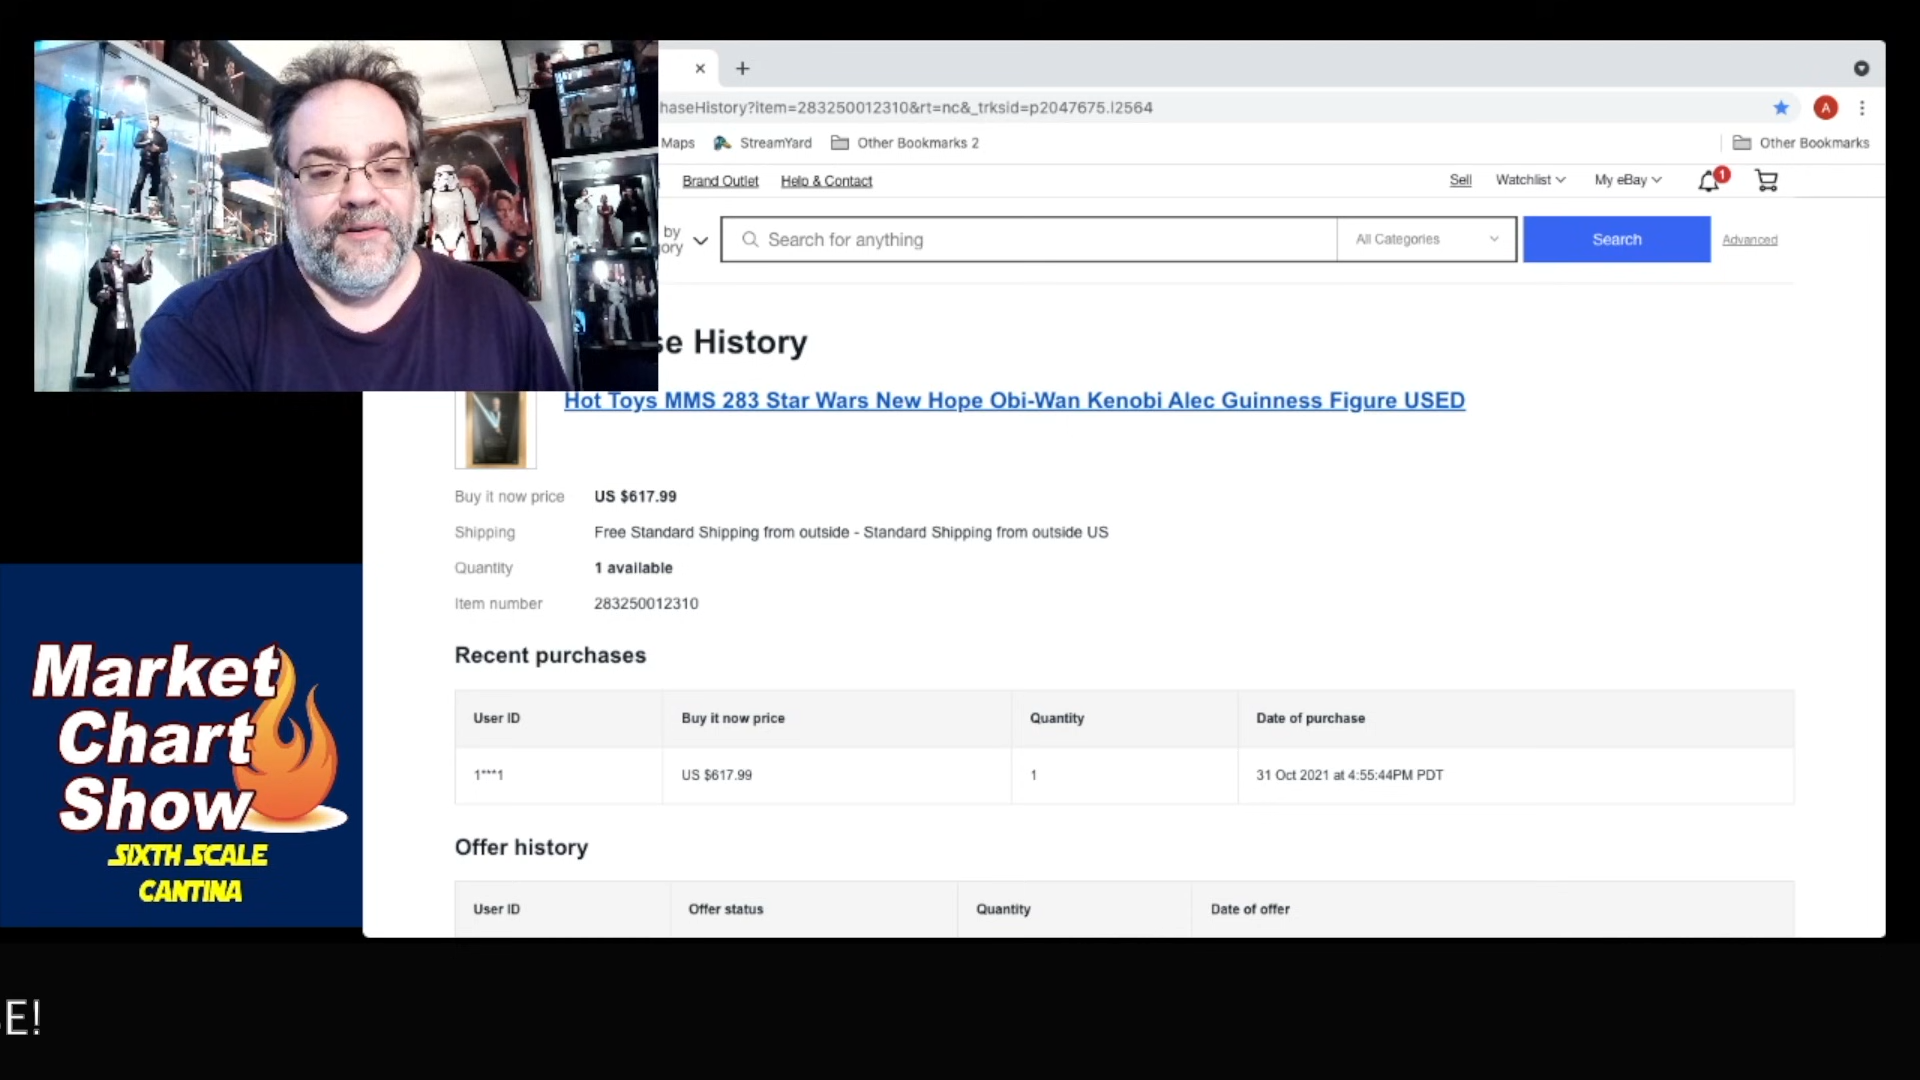 haseHistory?item=283250012310&rt=nc&_trksid=p2047675.l2564
Maps StreamYard Other Bookmarks 2 Other Bookmarks
Brand Outlet Help & Contact Sell Watchlist My eBay 1
by
ory
Search for anything All Categories Search Advanced
se History
Hot Toys MMS 283 Star Wars New Hope Obi-Wan Kenobi Alec Guinness Figure USED
Buy it now price US $617.99
Shipping Free Standard Shipping from outside - Standard Shipping from outside US
Quantity 1 available
Item number 283250012310
Recent purchases
User ID Buy it now price Quantity Date of purchase
1***1 US $617.99 1 31 Oct 2021 at 4:55:44PM PDT
Offer history
User ID Offer status Quantity Date of offer
A
Market
Chart
Show
SIXTH SCALE
CANTINA
E!